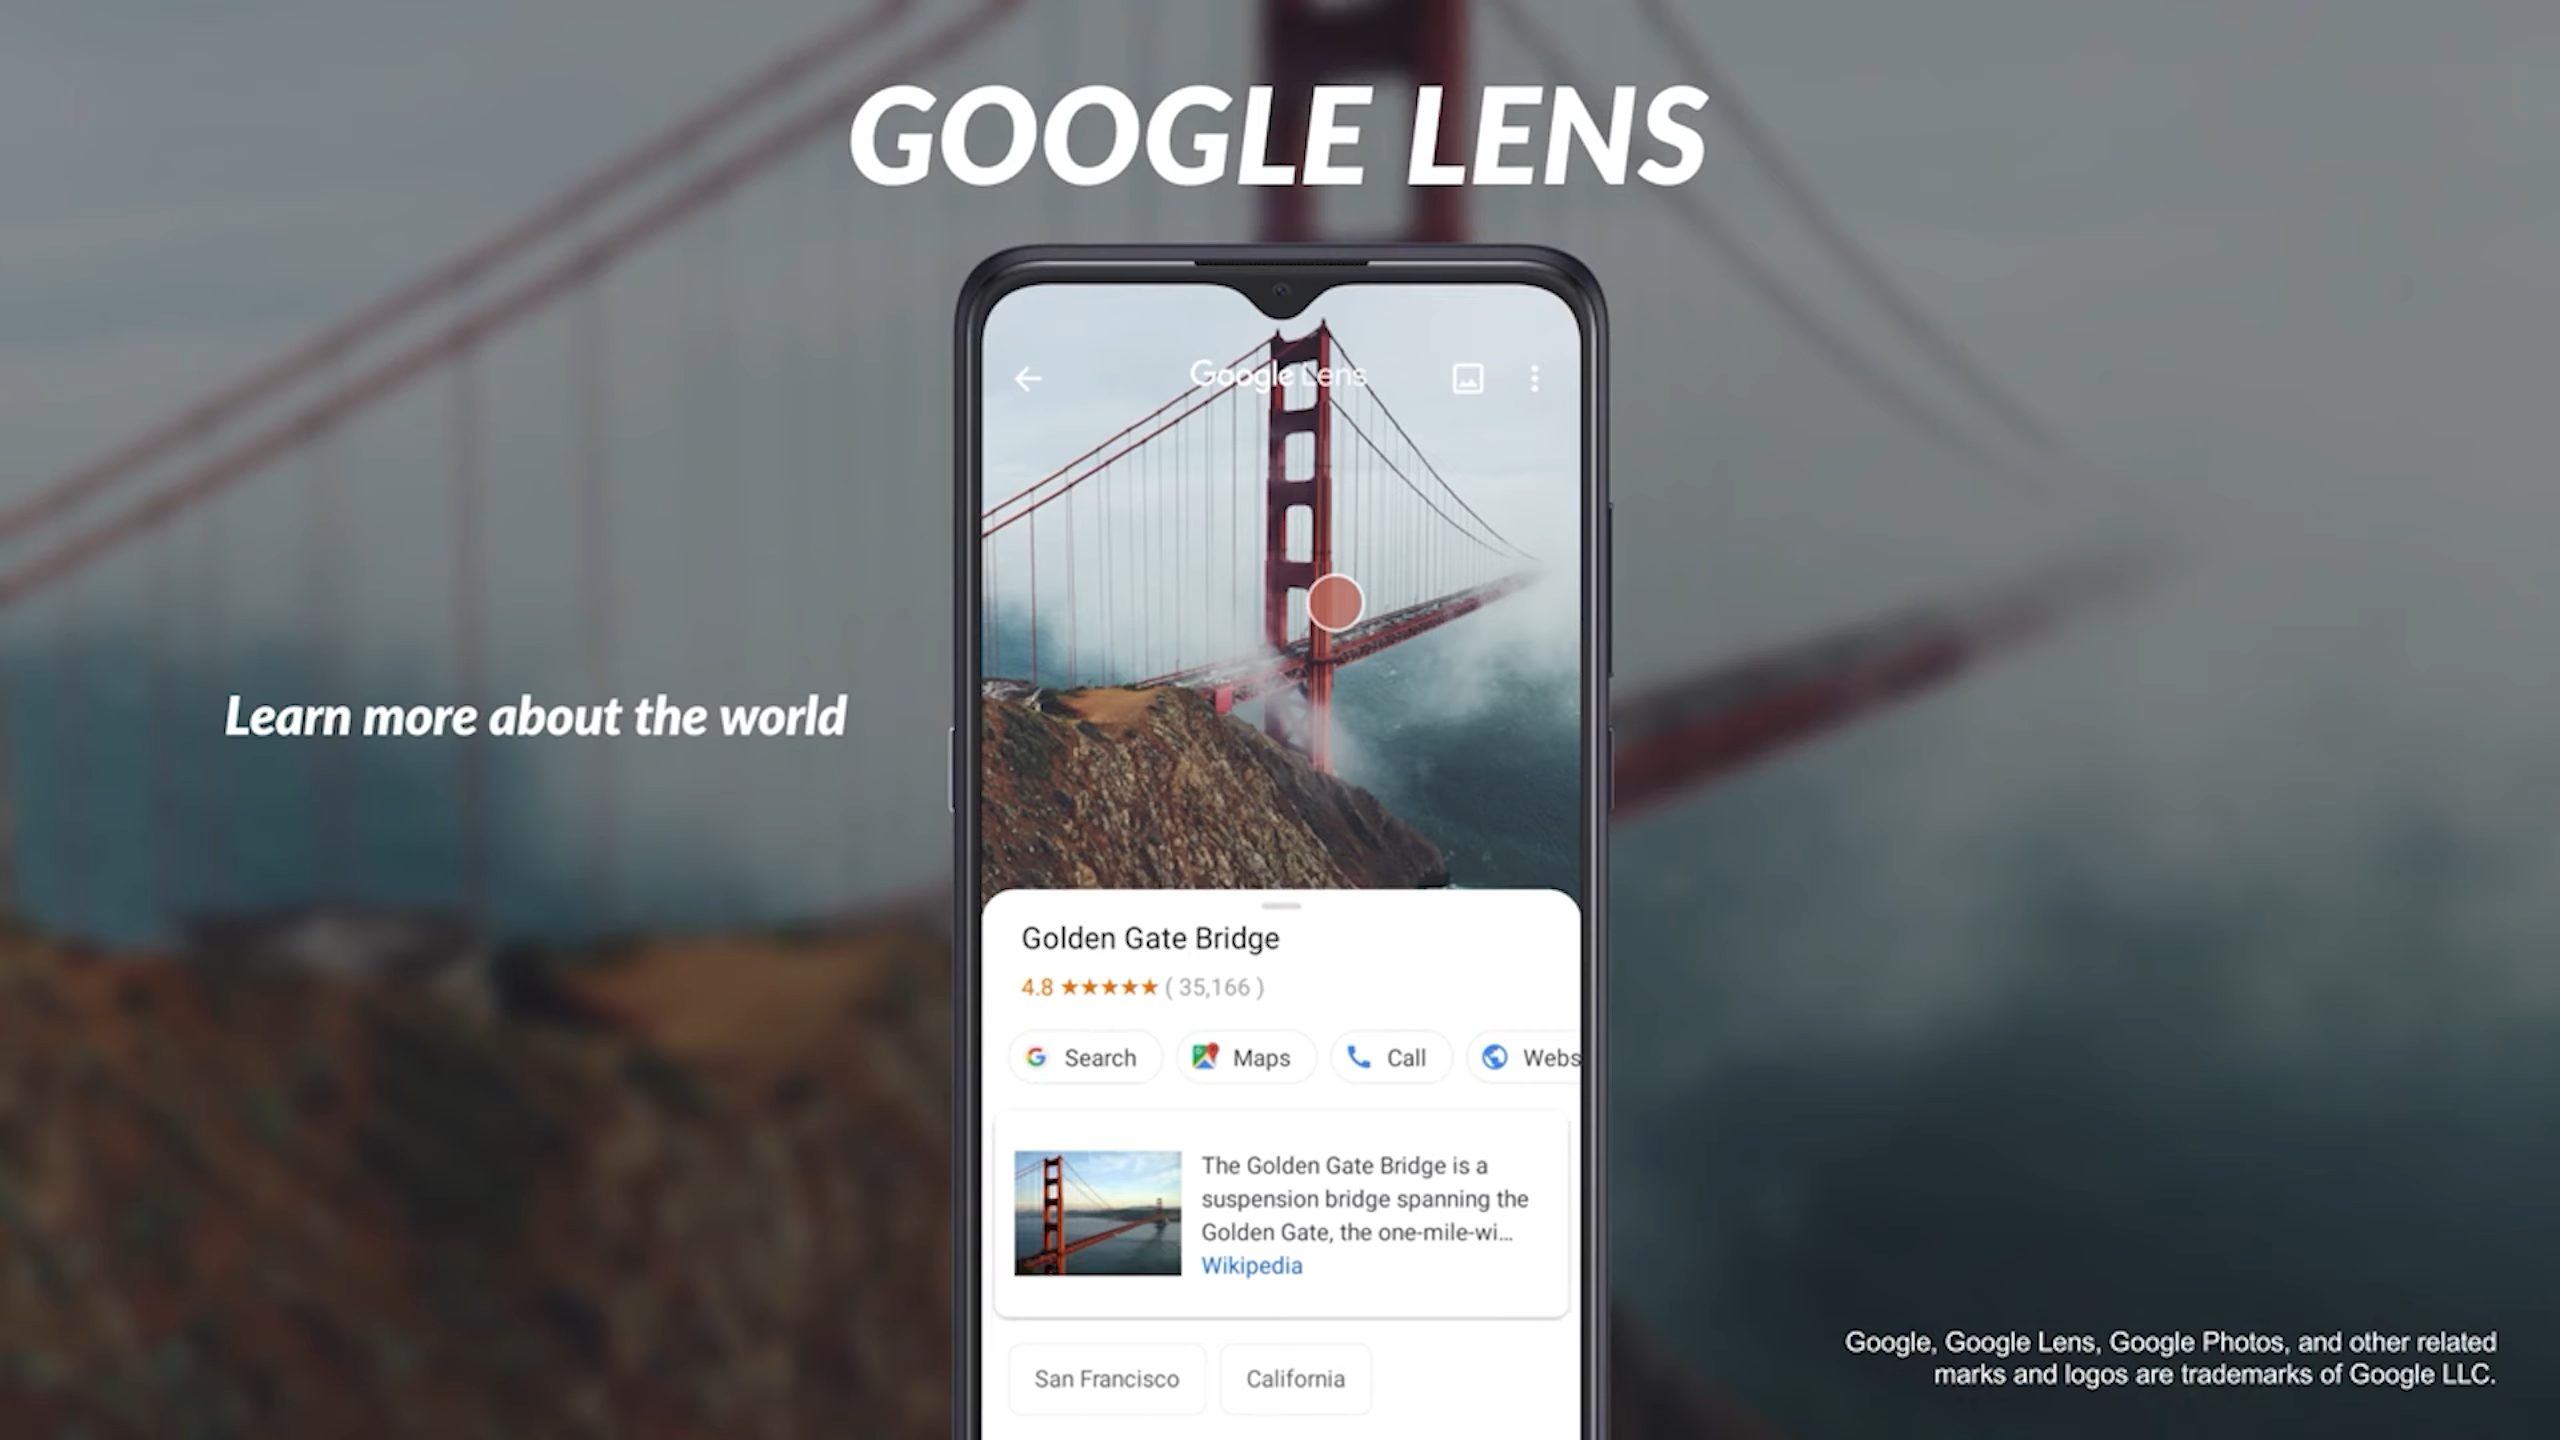 GOOGLE LENS
Google Lens
Learn more about the world
Golden Gate Bridge
4.8 ★★★★★ ( 35,166 )
Search Maps Call Webs
The Golden Gate Bridge is a
suspension bridge spanning the
Golden Gate, the one-mile-wi...
Wikipedia
San Francisco California
Google, Google Lens, Google Photos, and other related
marks and logos are trademarks of Google LLC.